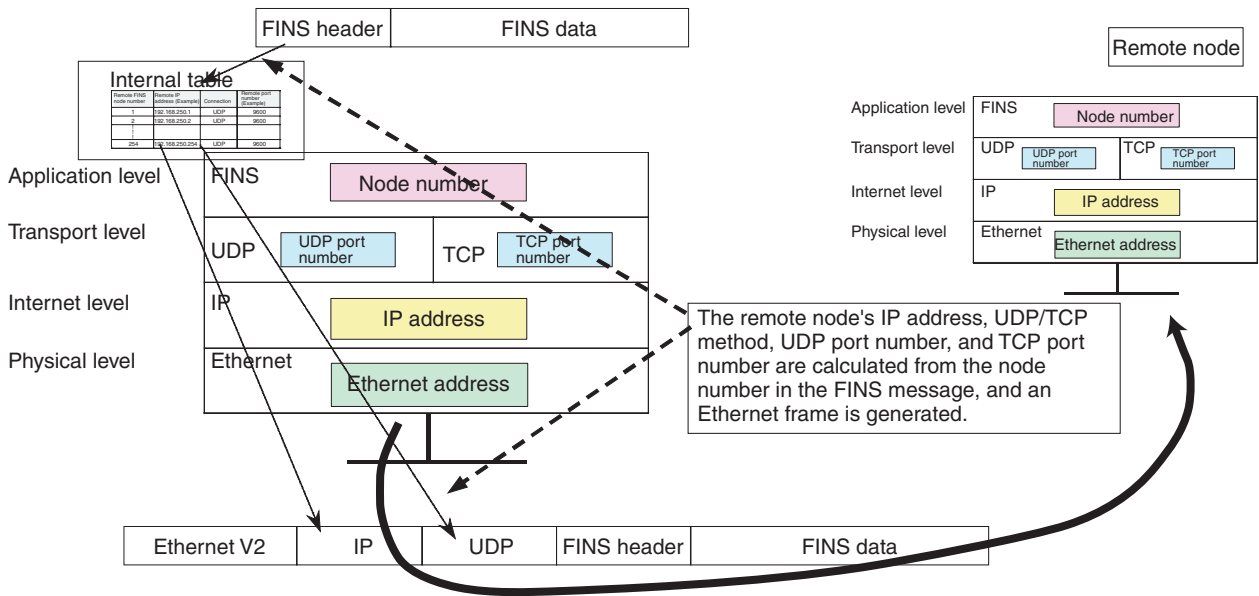 FINS header FINS data
Remote node
Internal table
Remote FINS node number Remote IP address (Example) Connection Remote port number (Example)
1 192.168.250.1 UDP 9600
2 192.168.250.2 UDP 9600
254 192.168.250.254 UDP 9600
Application level FINS Node number
Transport level UDP UDP port number TCP TCP port number
Internet level IP IP address
Physical level Ethernet Ethernet address
Application level FINS Node number
Transport level UDP UDP port number TCP TCP port number
Internet level IP IP address
Physical level Ethernet Ethernet address
The remote node's IP address, UDP/TCP
method, UDP port number, and TCP port
number are calculated from the node
number in the FINS message, and an
Ethernet frame is generated.
Ethernet V2 IP UDP FINS header FINS data